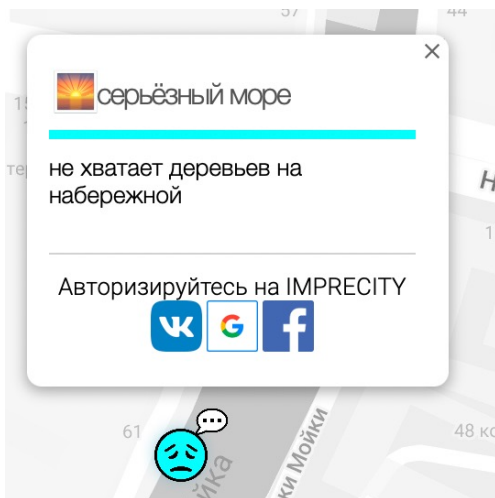 57
44
серьёзный море
не хватает деревьев на
набережной
Авторизируйтесь на IMPRECITY
61
48
Мойки